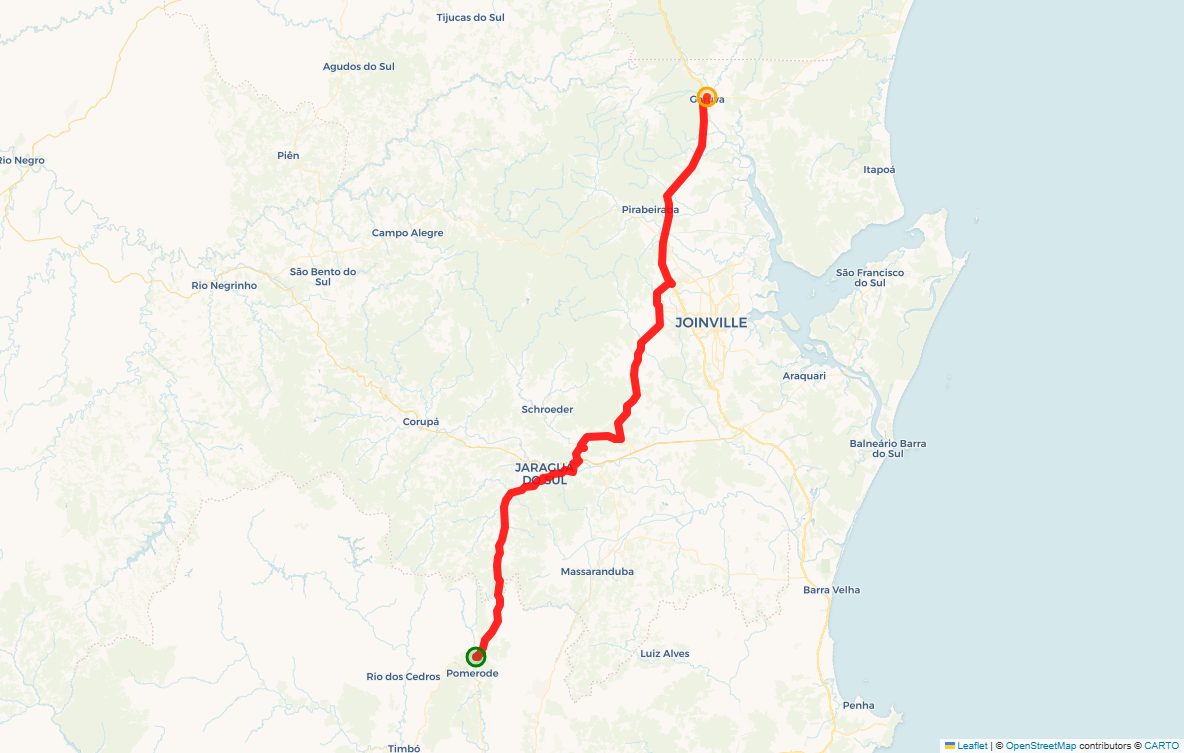 Tijucas do Sul
Agudos do Sul
Rio Negro
Piên
Itapoá
Pirabeiraba
Campo Alegre
São Bento do
Sul
Rio Negrinho
São Francisco
do Sul
JOINVILLE
Araquari
Schroeder
Corupá
Balneário Barra
do Sul
JARAGUÁ
DO SUL
Massaranduba
Barra Velha
Luiz Alves
Rio dos Cedros
Pomerode
Penha
Timbó
Leaflet | © OpenStreetMap contributors © CARTO